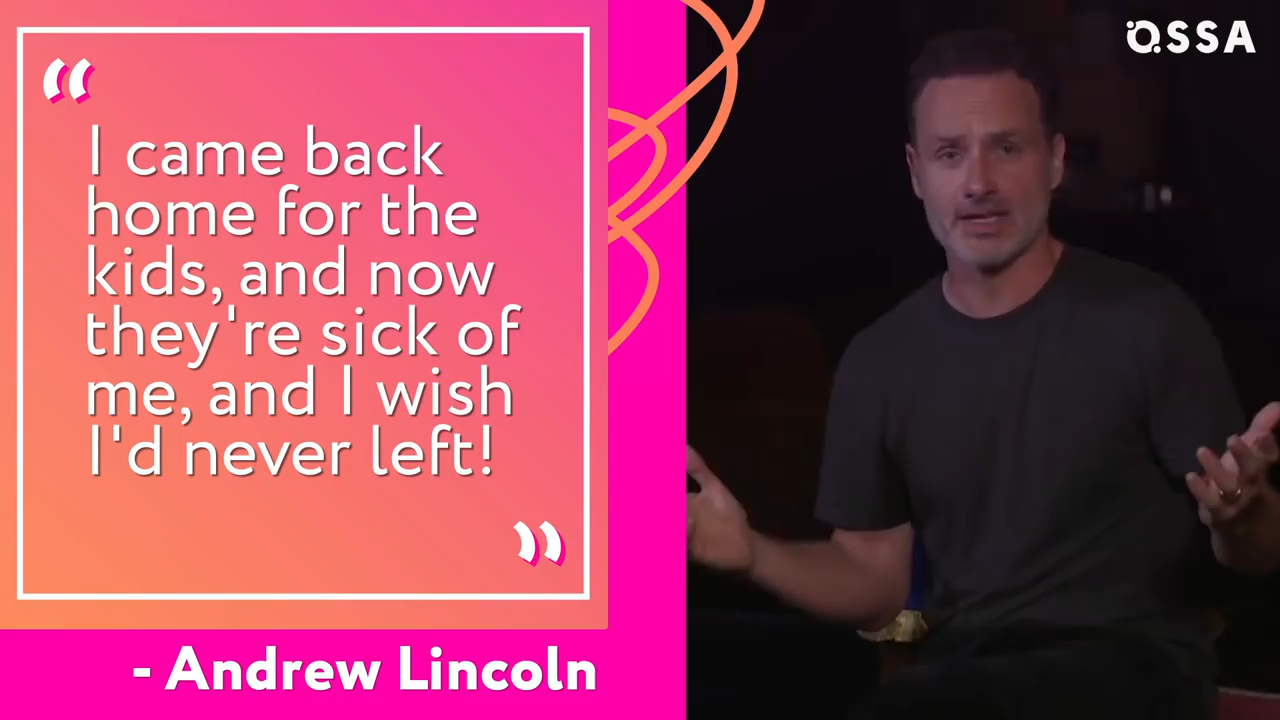 “
I came back
home for the
kids, and now
they're sick of
me, and I wish
I'd never left!
”
- Andrew Lincoln
OSSA